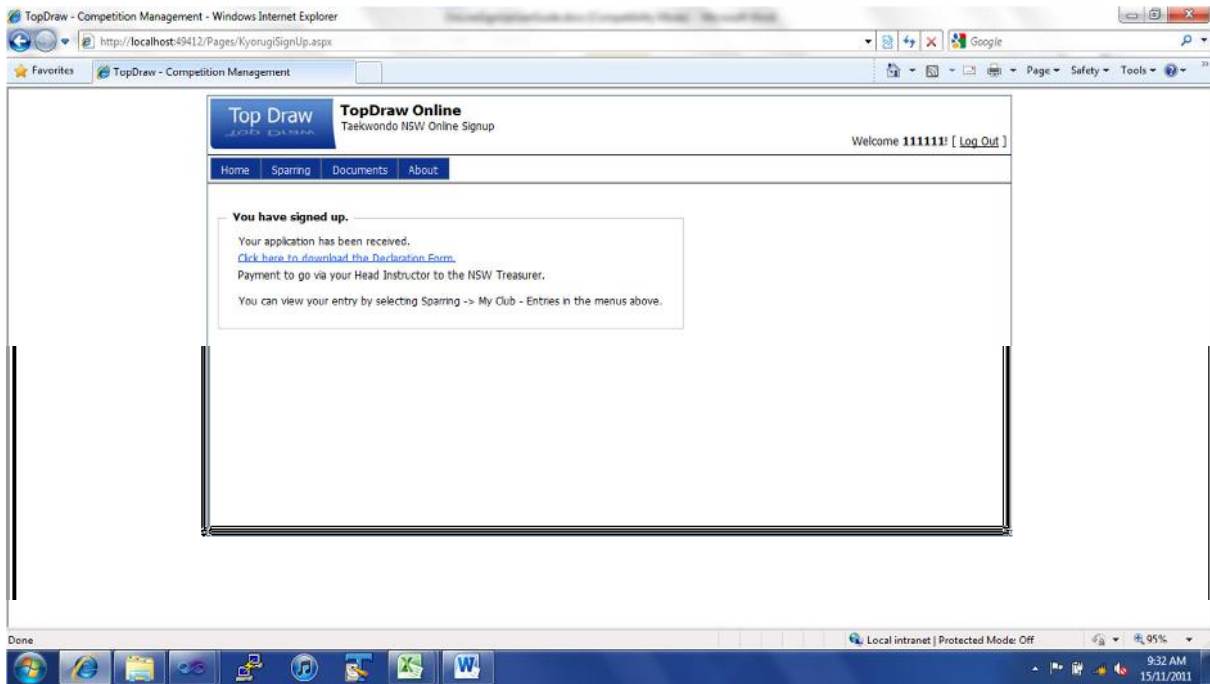 TopDraw - Competition Management - Windows Internet Explorer
http://localhost:49412/Pages/KyorugiSignUp.aspx
Google
Favorites
TopDraw - Competition Management
Page
Safety
Tools
Top Draw
TopDraw Online
Taekwondo NSW Online Signup
Welcome 111111! [ Log Out ]
Home Sparring Documents About
You have signed up.
Your application has been received.
Click here to download the Declaration Form.
Payment to go via your Head Instructor to the NSW Treasurer.
You can view your entry by selecting Sparring -> My Club - Entries in the menus above.
Done
Local intranet | Protected Mode: Off
95%
9:32 AM
15/11/2011